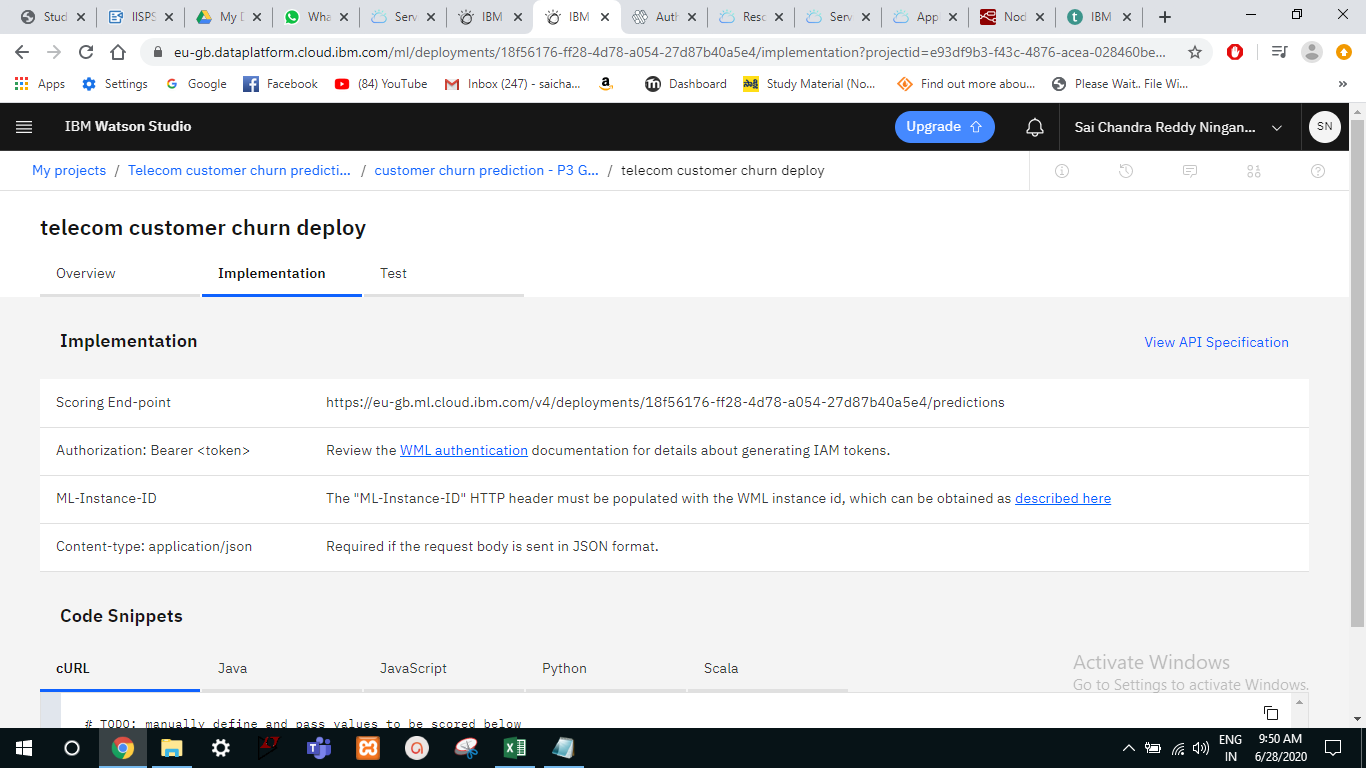 Stud
IISPS
My D
Wha
Serv
IBM
IBM
Auth
Reso
Serv
App
Nod
IBM
eu-gb.dataplatform.cloud.ibm.com/ml/deployments/18f56176-ff28-4d78-a054-27d87b40a5e4/implementation?projectid=e93df9b3-f43c-4876-acea-028460be...
Apps
Settings
Google
Facebook
(84) YouTube
Inbox (247) - saicha...
Dashboard
Study Material (No...
Find out more abou...
Please Wait.. File Wi...
»
IBM Watson Studio
Upgrade
Sai Chandra Reddy Ningan...
SN
My projects / Telecom customer churn predicti... / customer churn prediction - P3 G... / telecom customer churn deploy
telecom customer churn deploy
Overview
Implementation
Test
Implementation
View API Specification
Scoring End-point
https://eu-gb.ml.cloud.ibm.com/v4/deployments/18f56176-ff28-4d78-a054-27d87b40a5e4/predictions
Authorization: Bearer <token>
Review the WML authentication documentation for details about generating IAM tokens.
ML-Instance-ID
The "ML-Instance-ID" HTTP header must be populated with the WML instance id, which can be obtained as described here
Content-type: application/json
Required if the request body is sent in JSON format.
Code Snippets
cURL
Java
JavaScript
Python
Scala
Activate Windows
Go to Settings to activate Windows.
# TODO: manually define and pass values to be scored below
ENG
IN
9:50 AM
6/28/2020